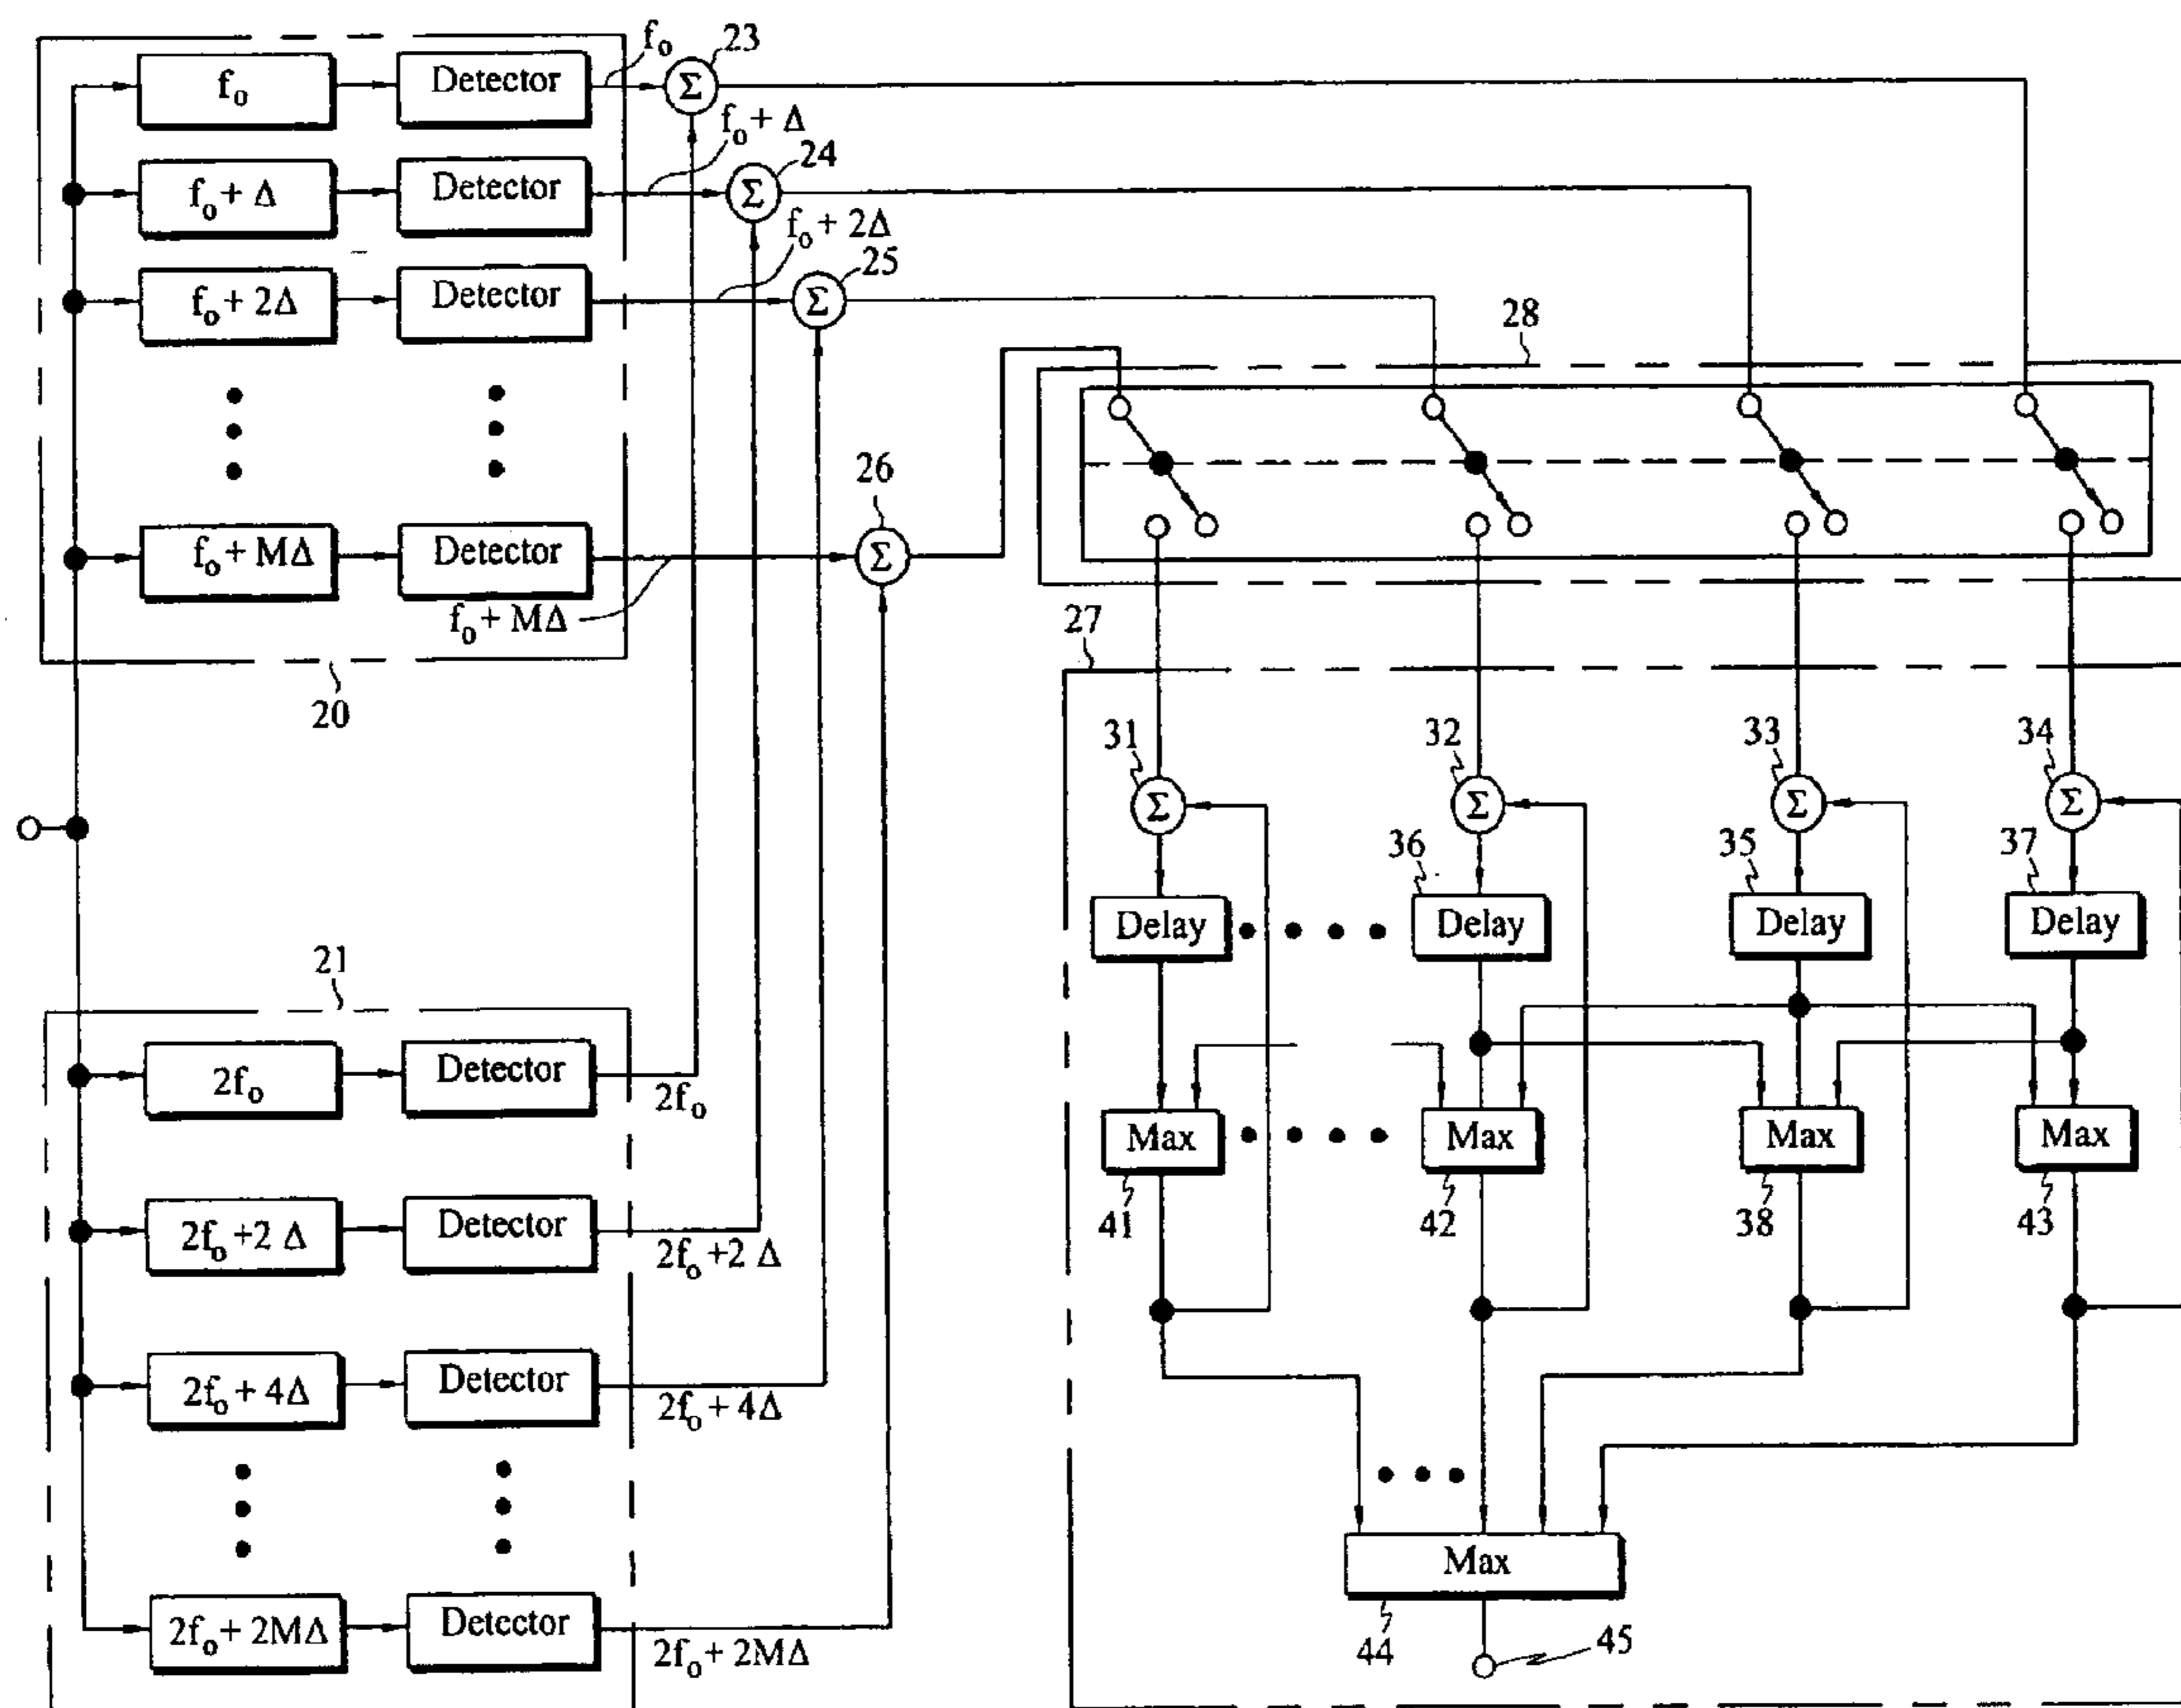 f₀ Detector f₀ Σ 23
f₀ + Δ Detector f₀ + Δ Σ 24
f₀ + 2Δ Detector f₀ + 2Δ Σ 25
28
26
f₀ + MΔ Detector Σ
f₀ + MΔ
27
20
31 32 33 34
Σ Σ Σ Σ
36 35 37
Delay Delay Delay Delay
21
2f₀ Detector 2f₀
Max Max Max Max
41 42 38 43
2f₀ +2 Δ Detector 2f₀ +2 Δ
2f₀ + 4Δ Detector 2f₀ + 4Δ
Max
2f₀ + 2MΔ Detector 2f₀ + 2MΔ
44 45